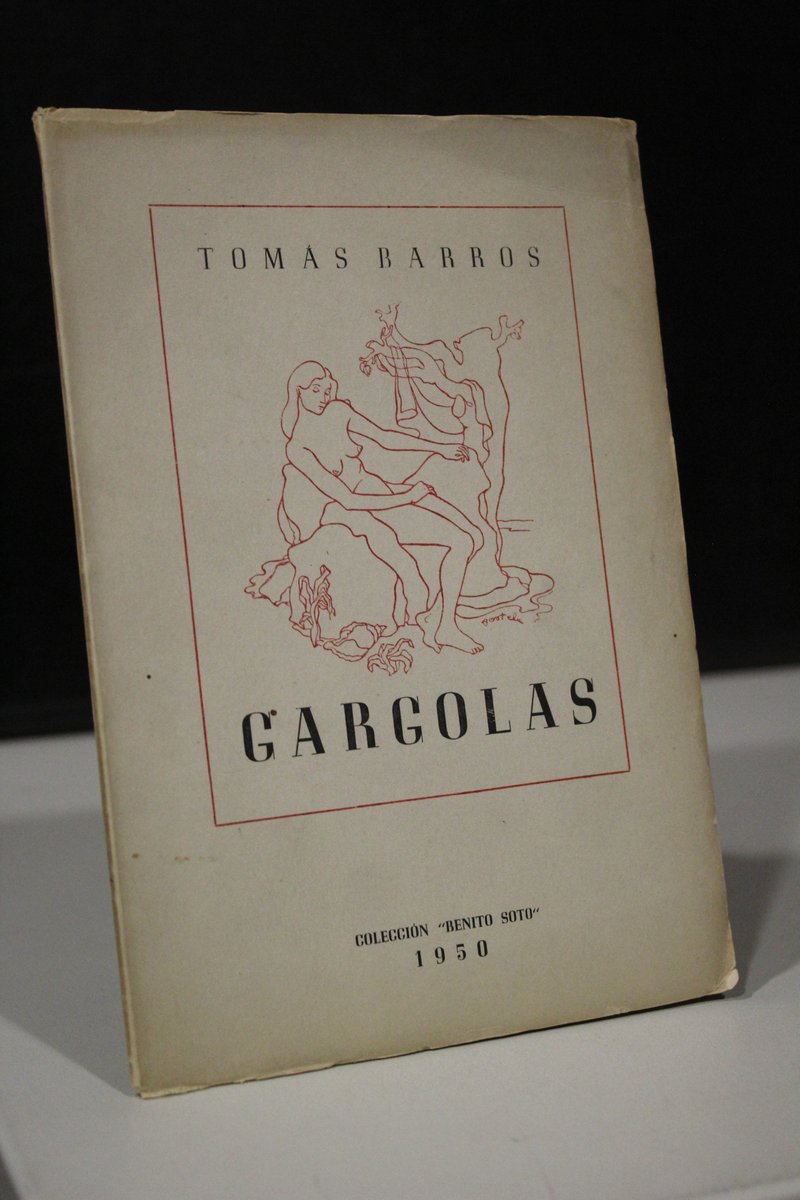 TOMÁS BARROS
GARGOLAS
COLECCIÓN "BENITO SOTO"
1950